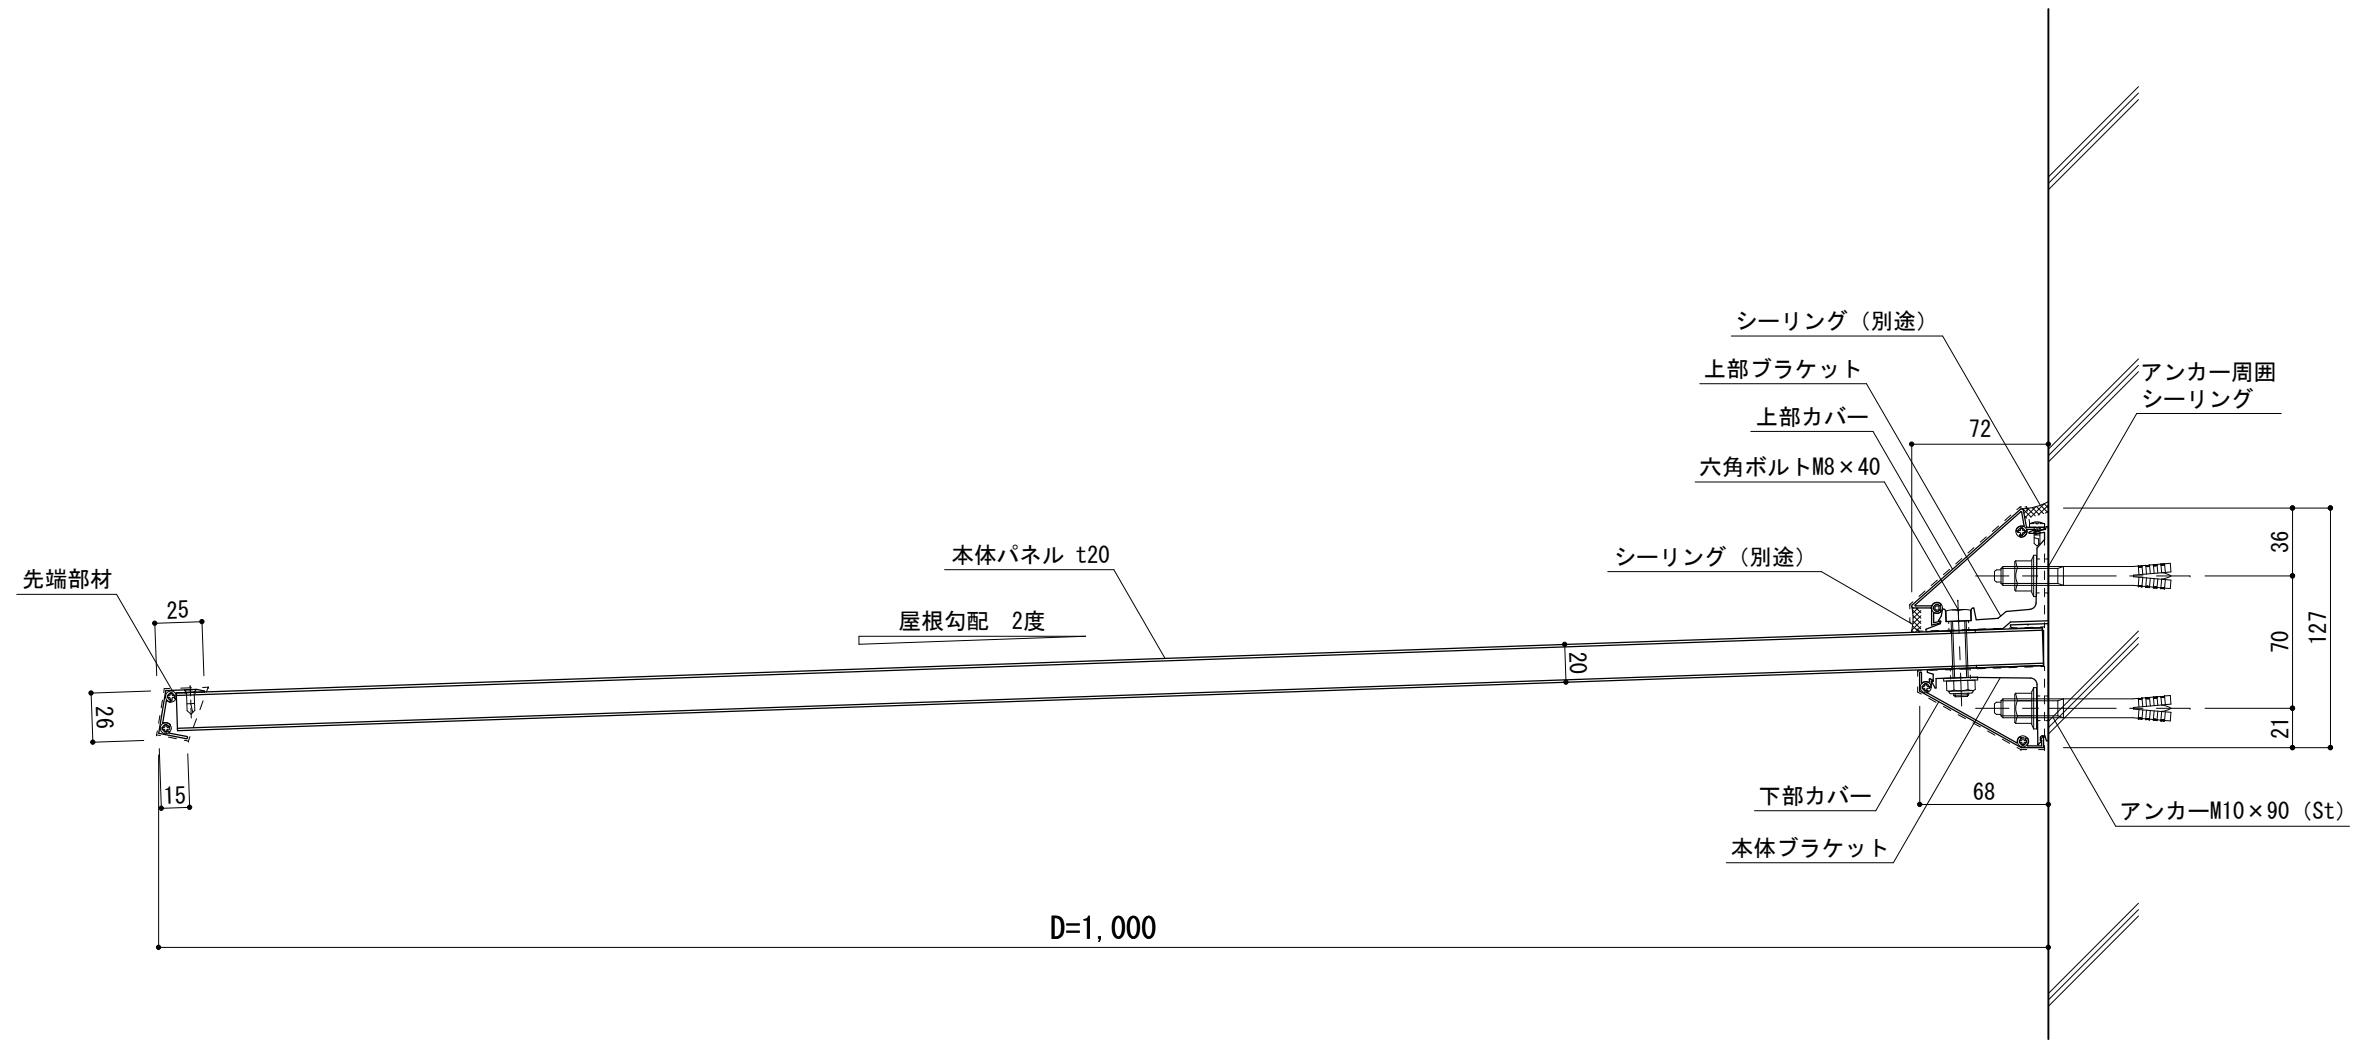 シーリング（別途）
上部ブラケット
アンカー周囲
シーリング
上部カバー
72
六角ボルトM8×40
本体パネル t20
シーリング（別途）
36
先端部材
25
屋根勾配　2度
127
70
20
26
21
15
下部カバー
68
アンカーM10×90（St）
本体ブラケット
D=1,000